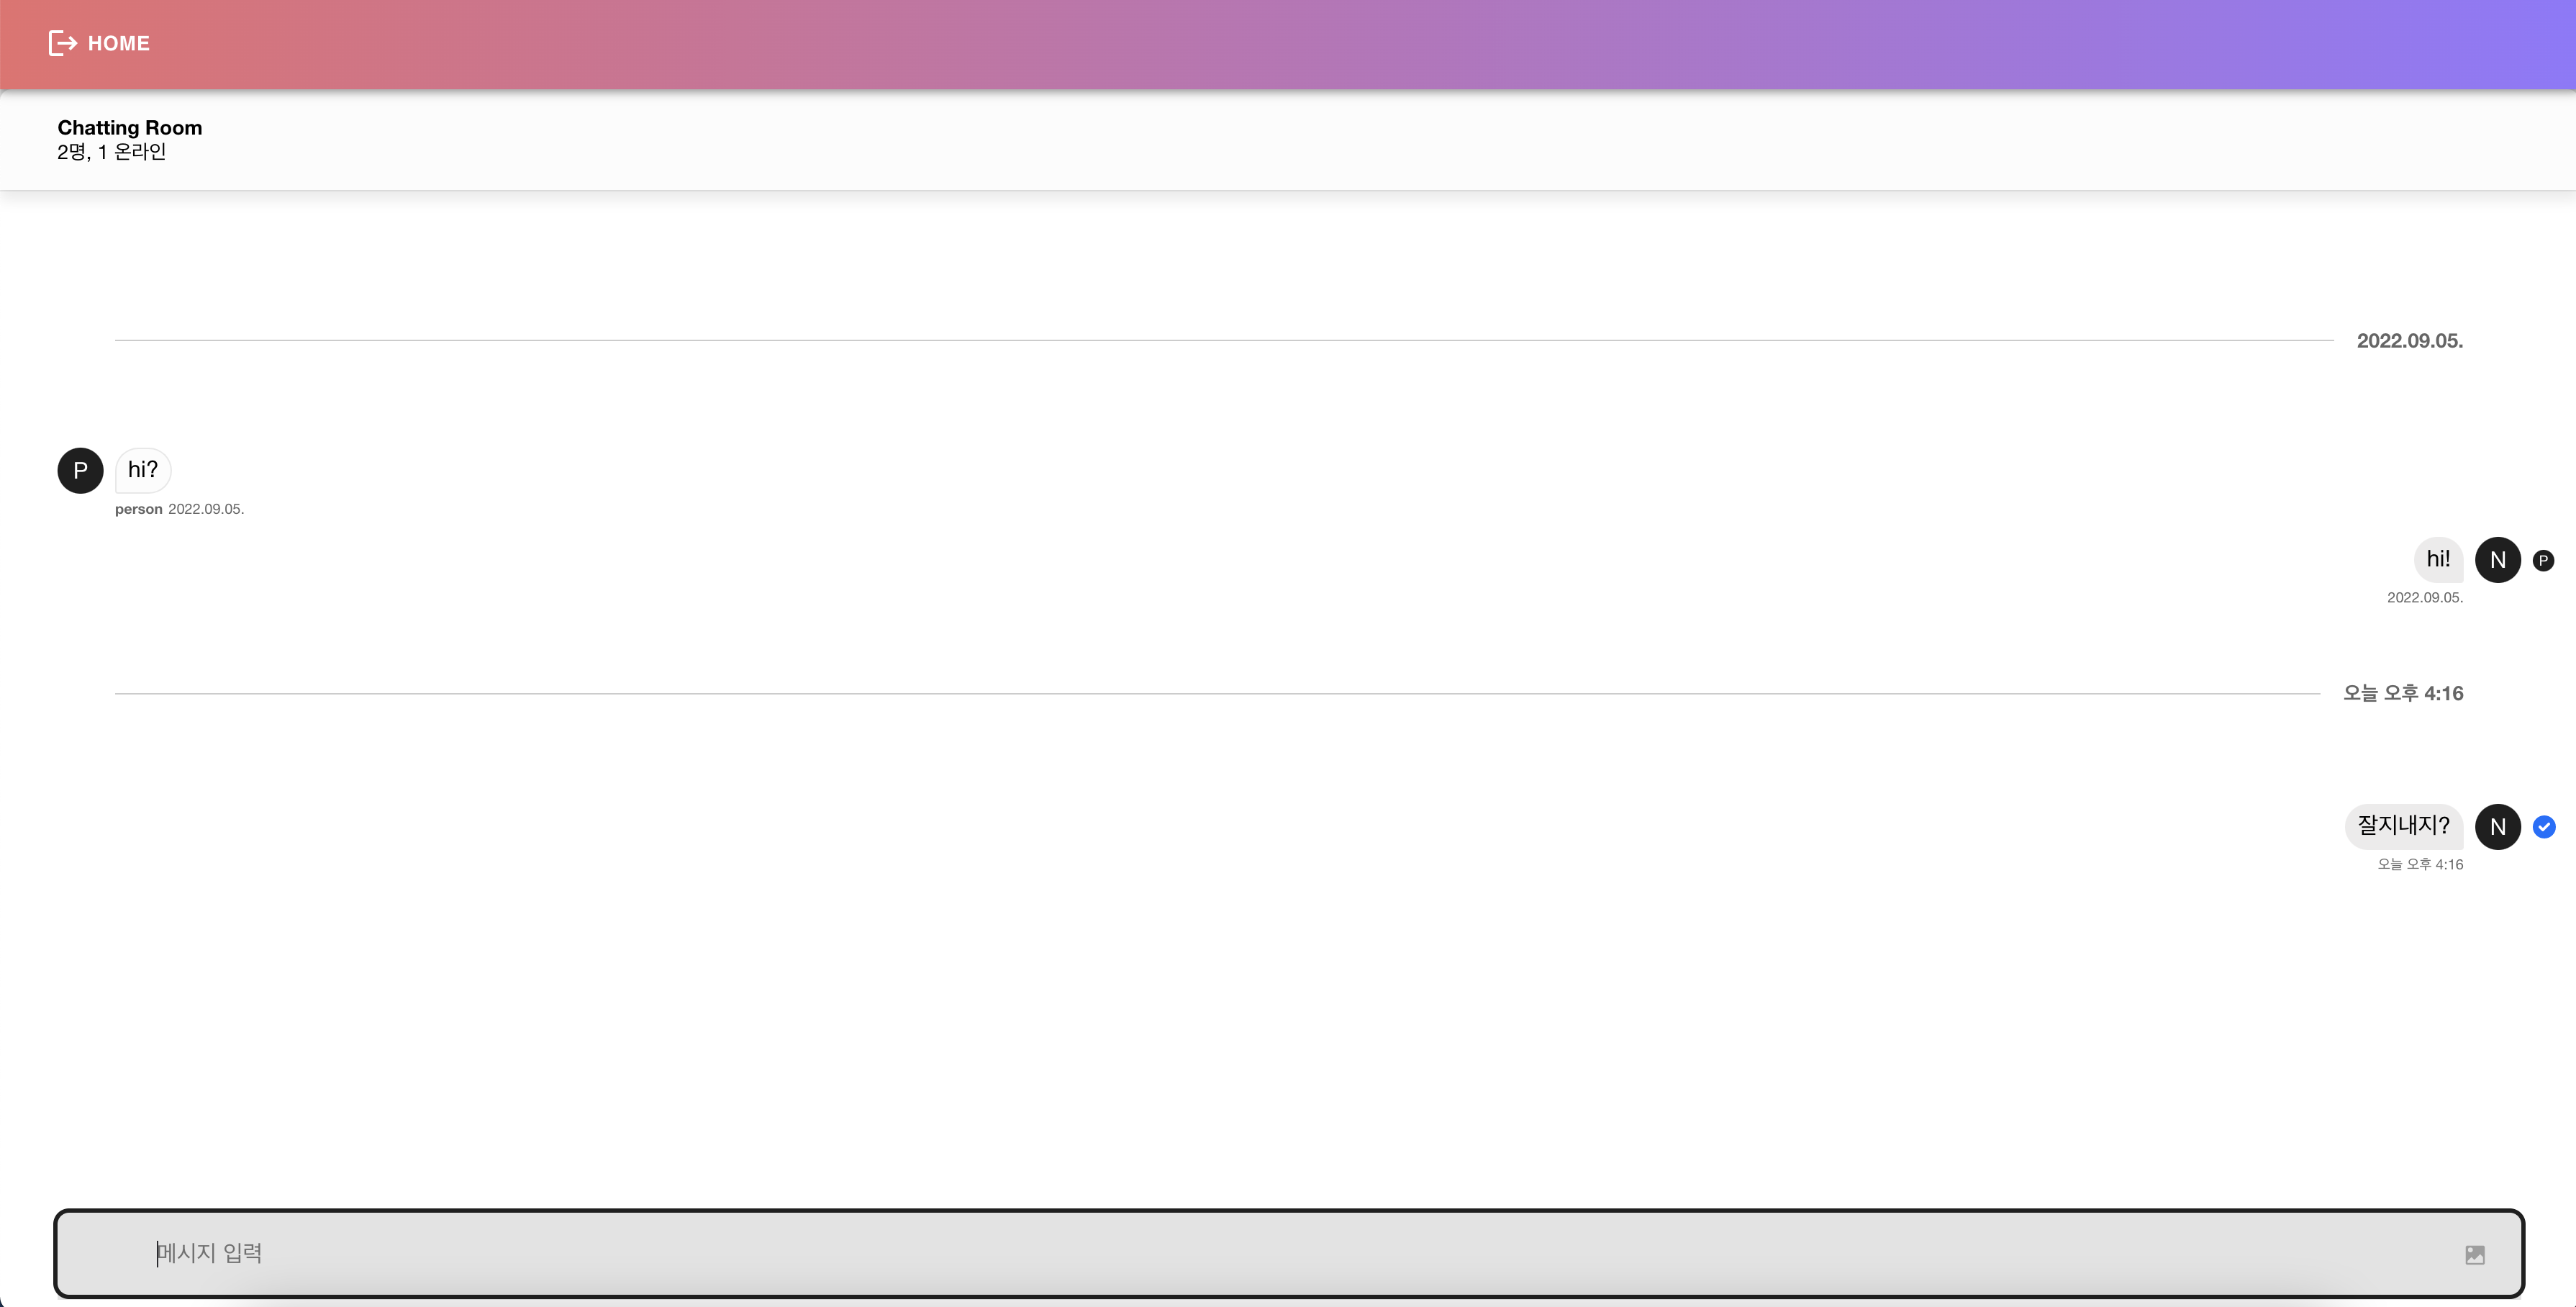 HOME
Chatting Room
2명, 1 온라인
2022.09.05.
P
hi?
person 2022.09.05.
hi!
N
P
2022.09.05.
오늘 오후 4:16
잘지내지?
N
오늘 오후 4:16
메시지 입력